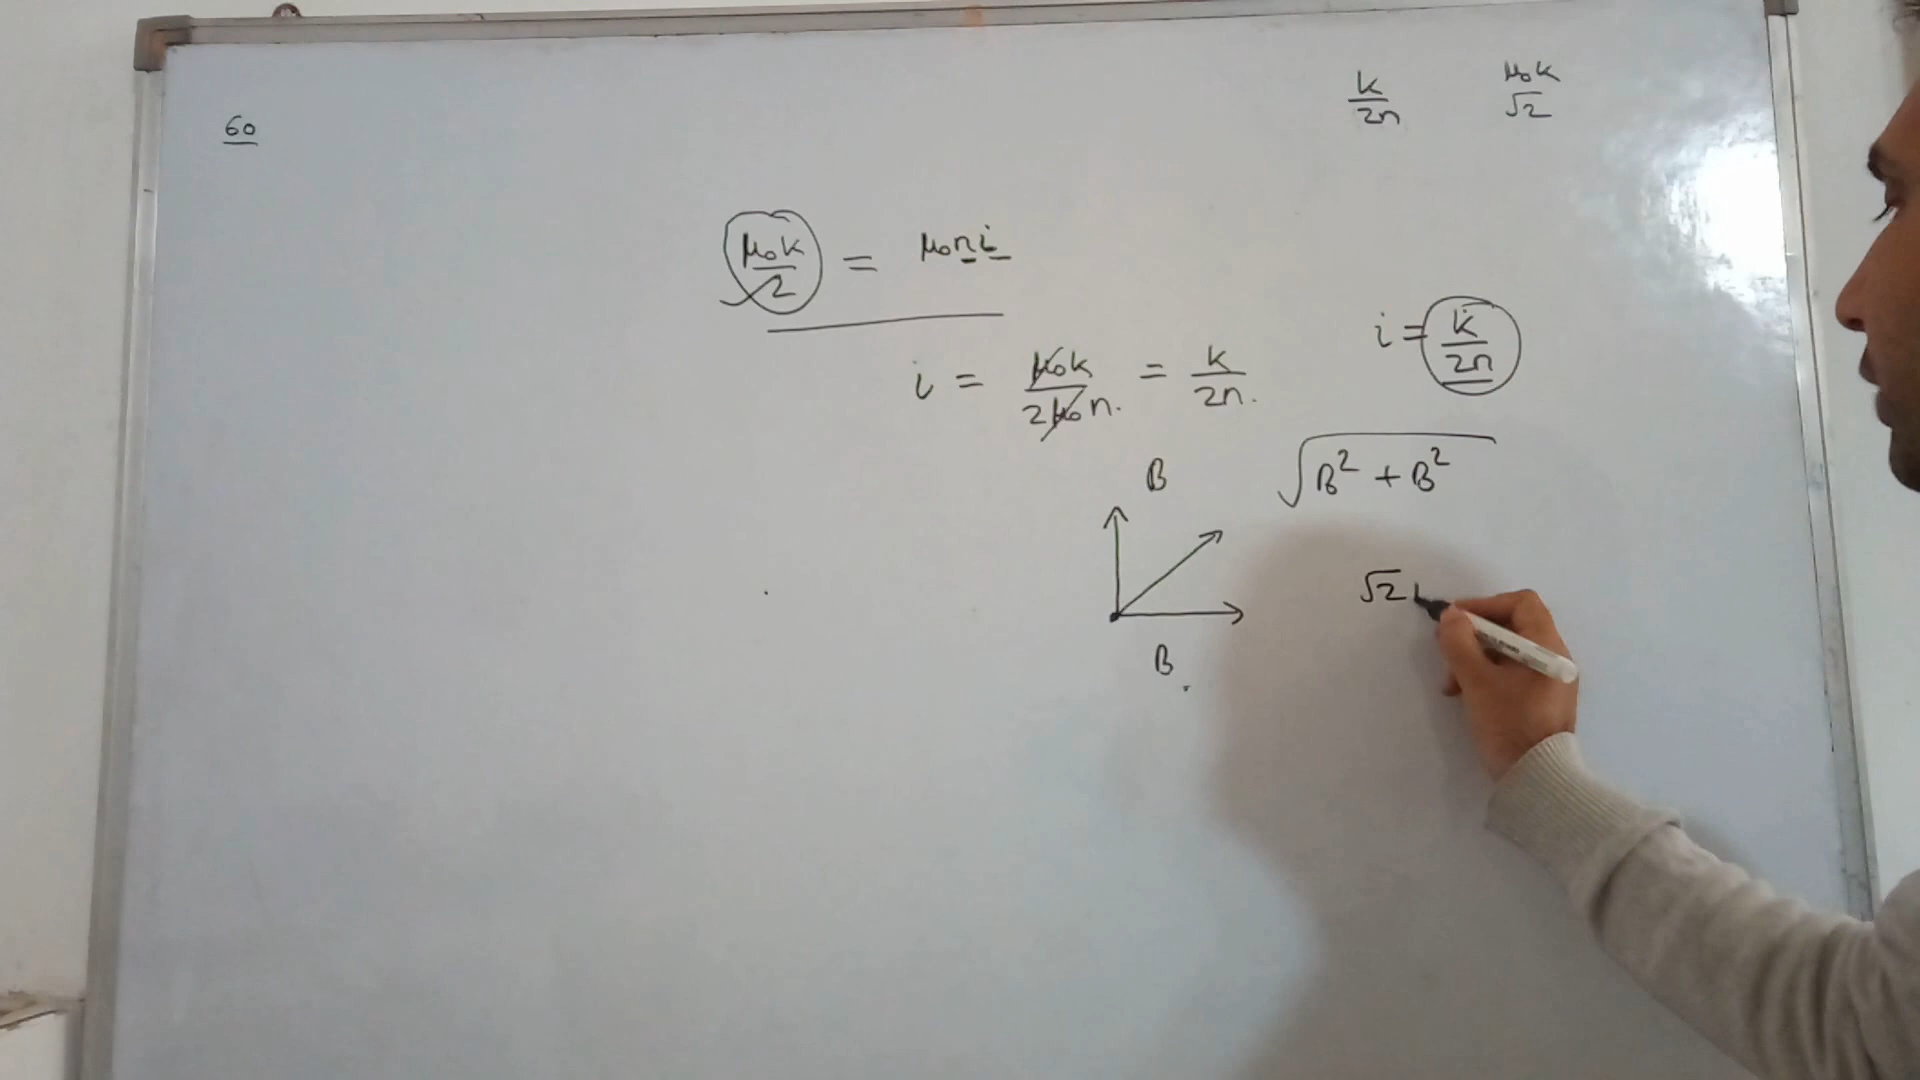 60
k/2n
μ₀k
√2
μ₀k/2 = μ₀ni
i = μ₀k/2μ₀n. = k/2n.
i = k/2n
B
√(B² + B²)
√2
B